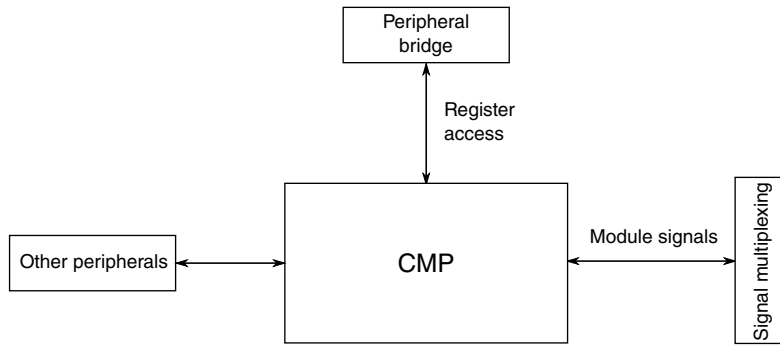 Peripheral
bridge
Register
access
Other peripherals
CMP
Module signals
Signal multiplexing